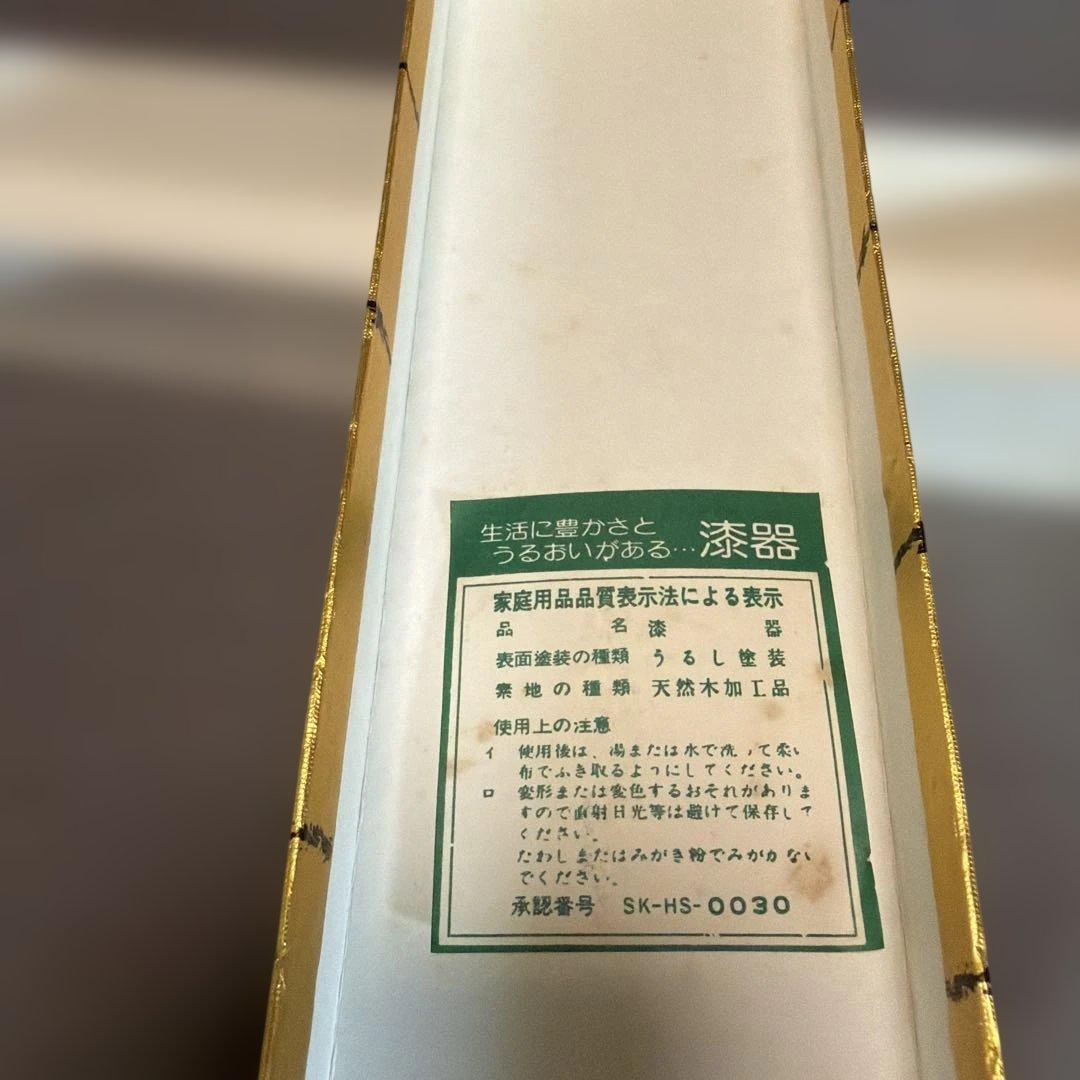 生活に豊かさと
うるおいがある…漆器
家庭用品品質表示法による表示
品名 漆器
表面塗装の種類 うるし塗装
素地の種類 天然木加工品
使用上の注意
イ 使用後は、湯または水で洗って柔い
布でふき取るようにしてください。
ロ 変形または変色するおそれがありま
すので直射日光等は避けて保存して
ください。
たわしまたはみがき粉でみがかない
でください。
承認番号 SK-HS-0030